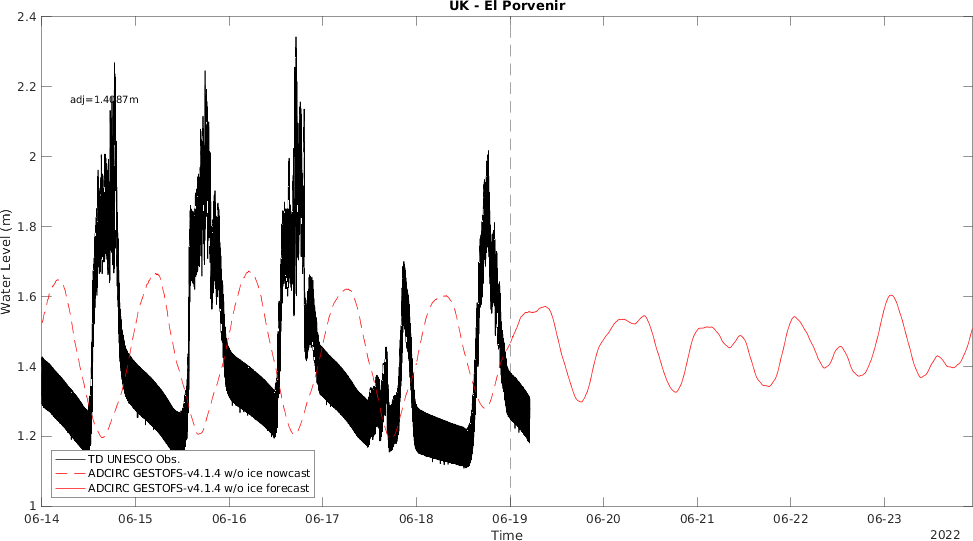 UK - El Porvenir
2.4
2.2
2
1.8
1.6
1.4
1.2
1
Water Level (m)
adj=1.4087m
TD UNESCO Obs.
ADCIRC GESTOFS-v4.1.4 w/o ice nowcast
ADCIRC GESTOFS-v4.1.4 w/o ice forecast
06-14 06-15 06-16 06-17 06-18 06-19 06-20 06-21 06-22 06-23
Time
2022